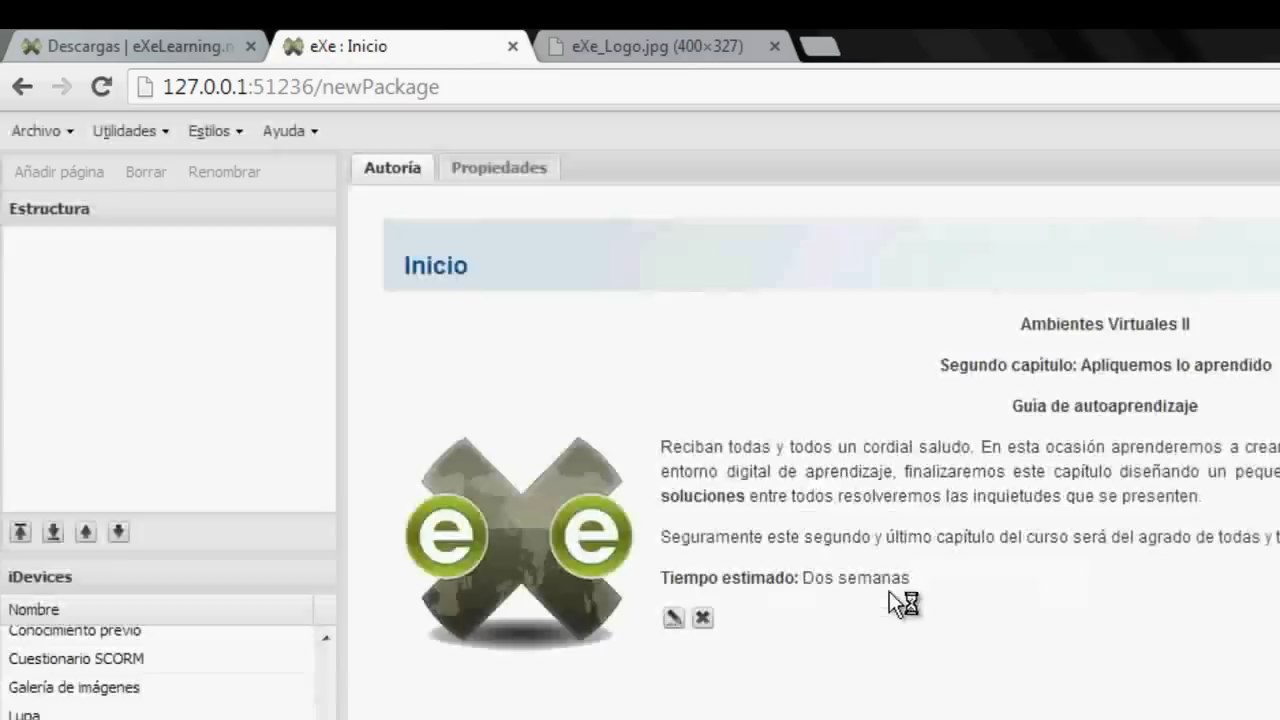 Descargas | eXeLearning.n
eXe : Inicio
eXe_Logo.jpg (400×327)
127.0.0.1:51236/newPackage
Archivo
Utilidades
Estilos
Ayuda
Añadir página
Borrar
Renombrar
Autoría
Propiedades
Estructura
Inicio
Ambientes Virtuales II
Segundo capítulo: Apliquemos lo aprendido
Guía de autoaprendizaje
Reciban todas y todos un cordial saludo. En esta ocasión aprenderemos a crear
entorno digital de aprendizaje, finalizaremos este capítulo diseñando un peque
soluciones entre todos resolveremos las inquietudes que se presenten.
Seguramente este segundo y último capítulo del curso será del agrado de todas y t
Tiempo estimado: Dos semanas
e e
iDevices
Nombre
Conocimiento previo
Cuestionario SCORM
Galería de imágenes
Lupa